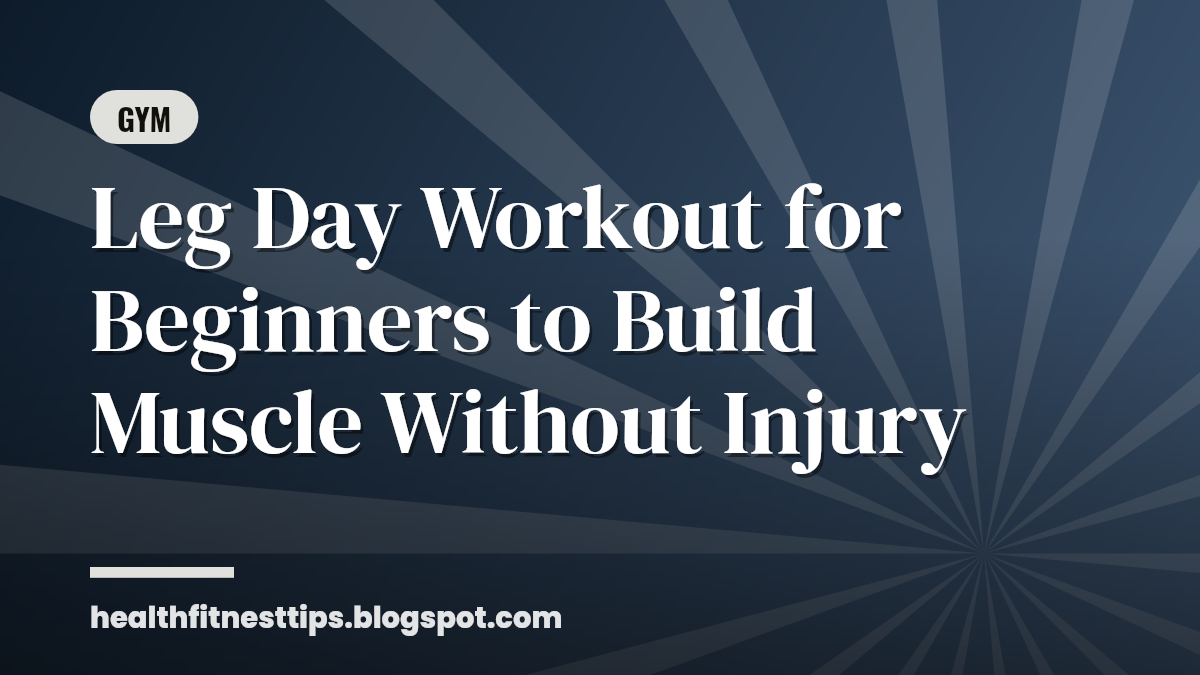 GYM
Leg Day Workout for
Beginners to Build
Muscle Without Injury
healthfitnesttips.blogspot.com